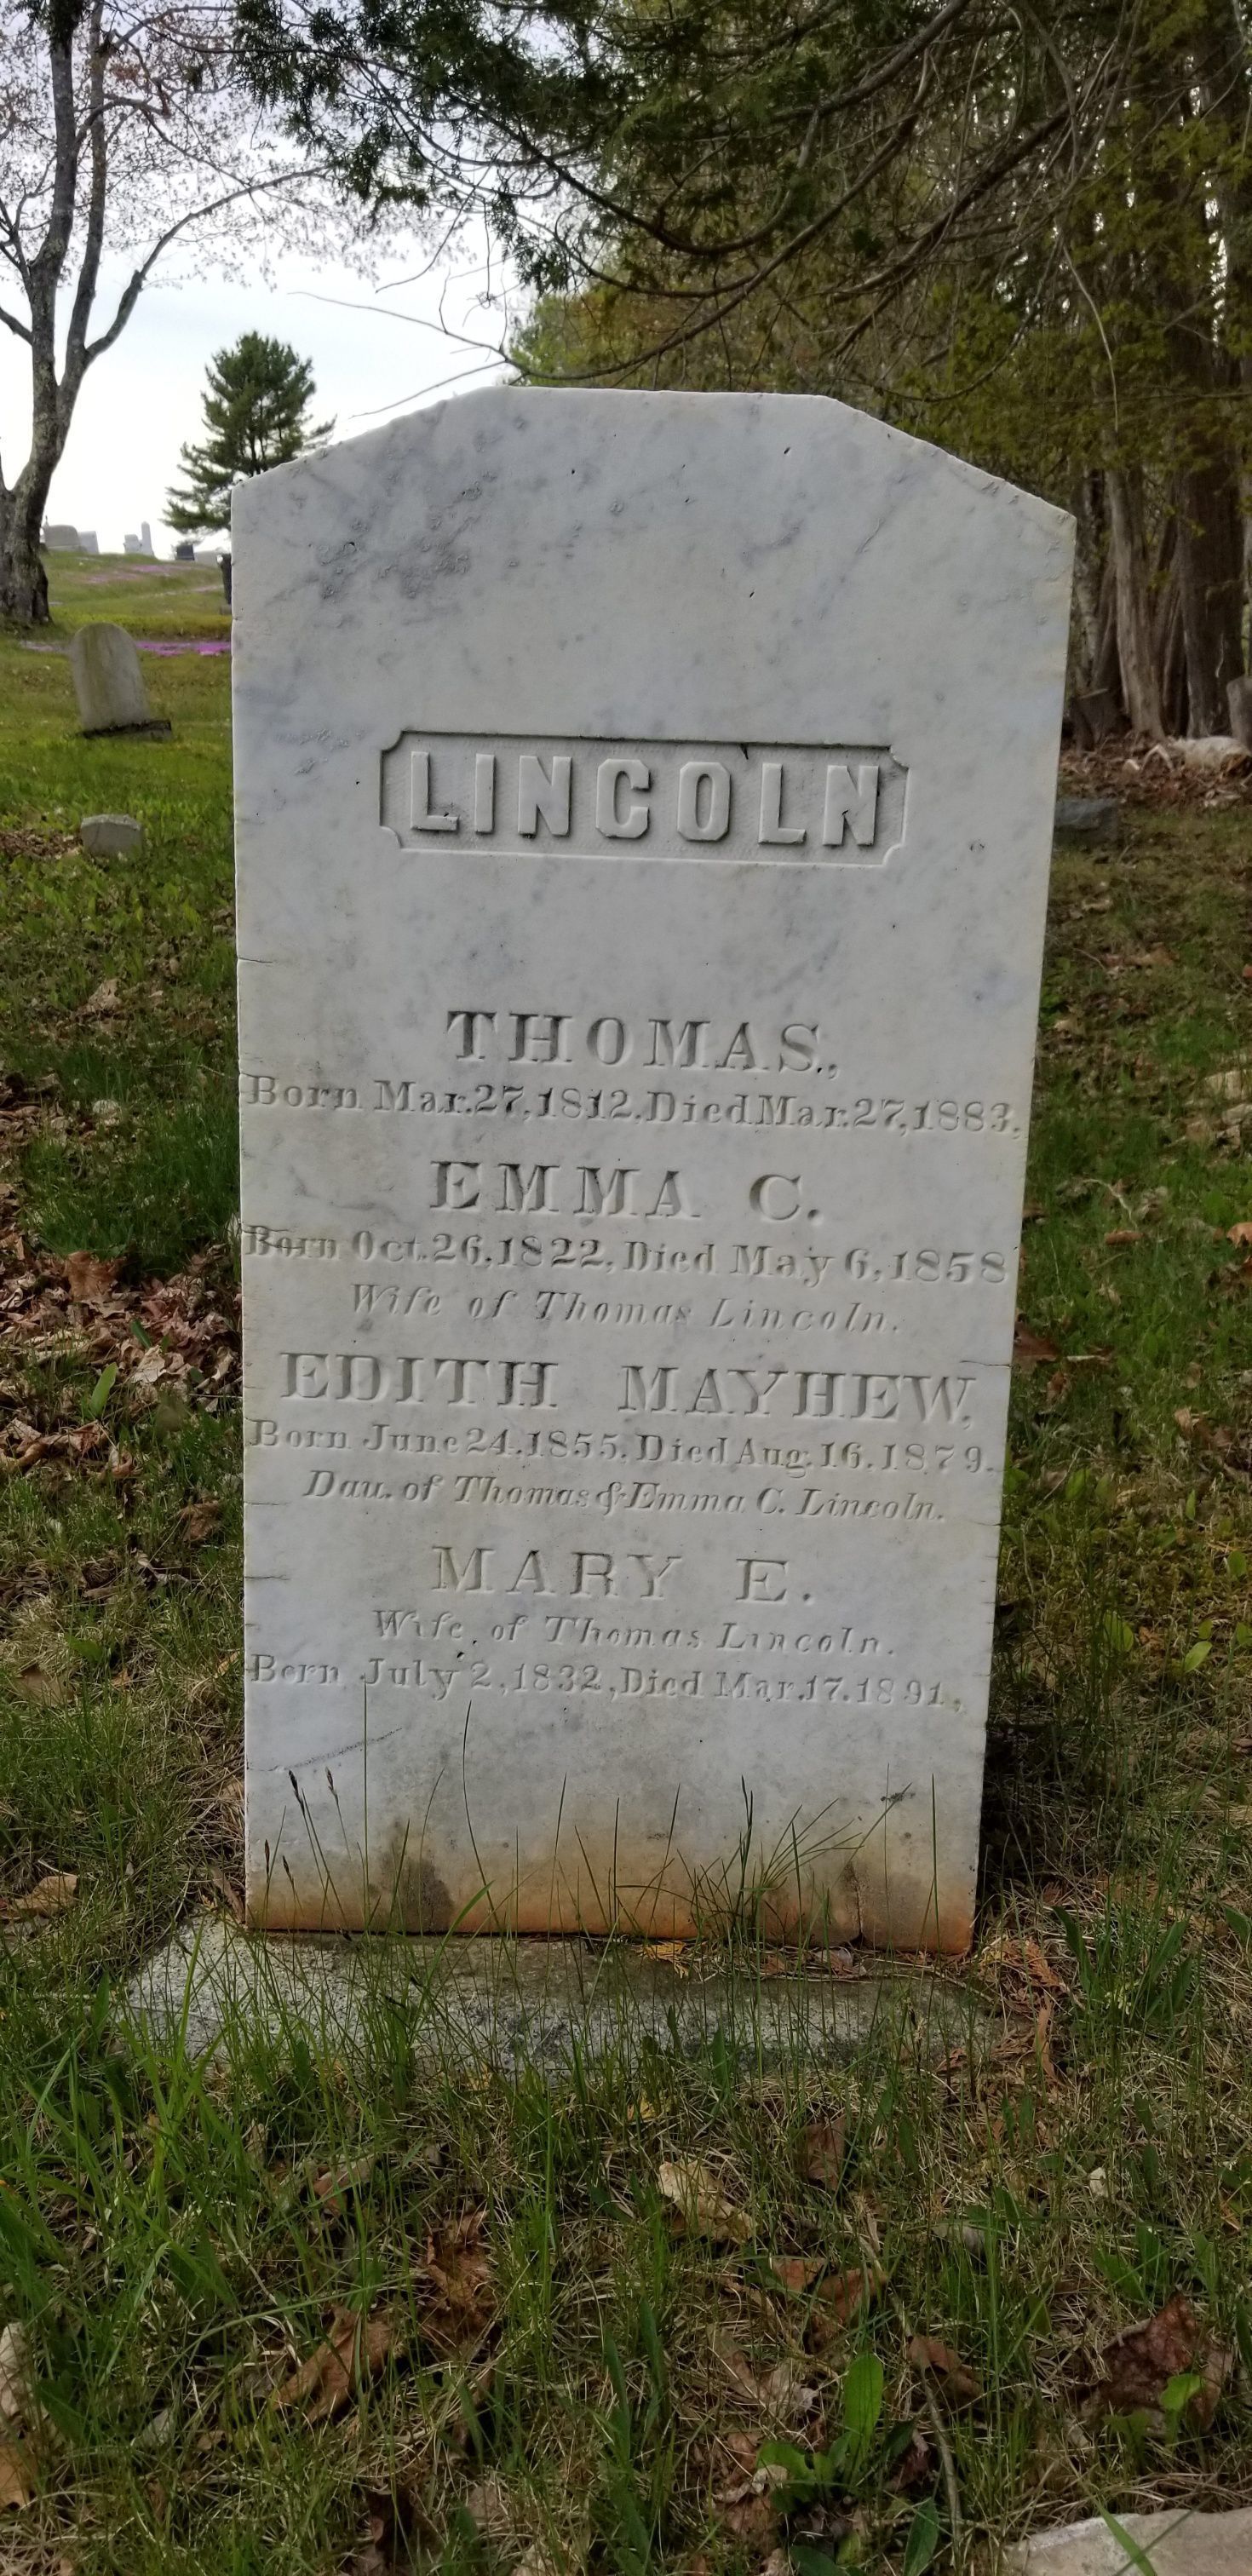 LINCOLN
THOMAS,
Born Mar. 27, 1812, Died Mar. 27, 1883.
EMMA C.
Born Oct. 26, 1822, Died May 6, 1858
Wife of Thomas Lincoln.
EDITH MAYHEW,
Born June 24, 1855, Died Aug. 16. 1879.
Dau. of Thomas & Emma C. Lincoln.
MARY E.
Wife of Thomas Lincoln.
Born July 2, 1832, Died Mar. 17. 1891.